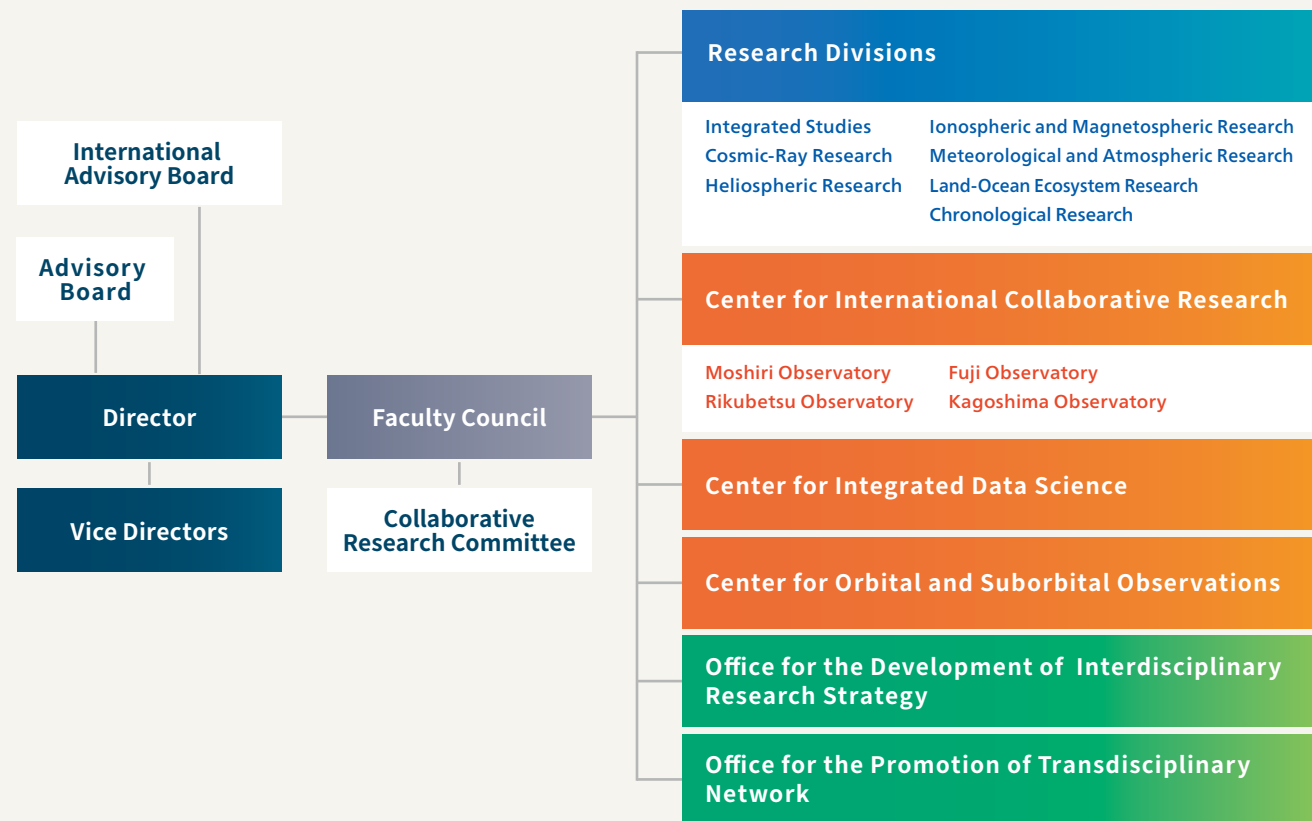 International
Advisory Board
Advisory
Board
Director
Vice Directors
Faculty Council
Collaborative
Research Committee
Research Divisions
Integrated Studies
Cosmic-Ray Research
Heliospheric Research
Ionospheric and Magnetospheric Research
Meteorological and Atmospheric Research
Land-Ocean Ecosystem Research
Chronological Research
Center for International Collaborative Research
Moshiri Observatory
Rikubetsu Observatory
Fuji Observatory
Kagoshima Observatory
Center for Integrated Data Science
Center for Orbital and Suborbital Observations
Office for the Development of Interdisciplinary
Research Strategy
Office for the Promotion of Transdisciplinary
Network